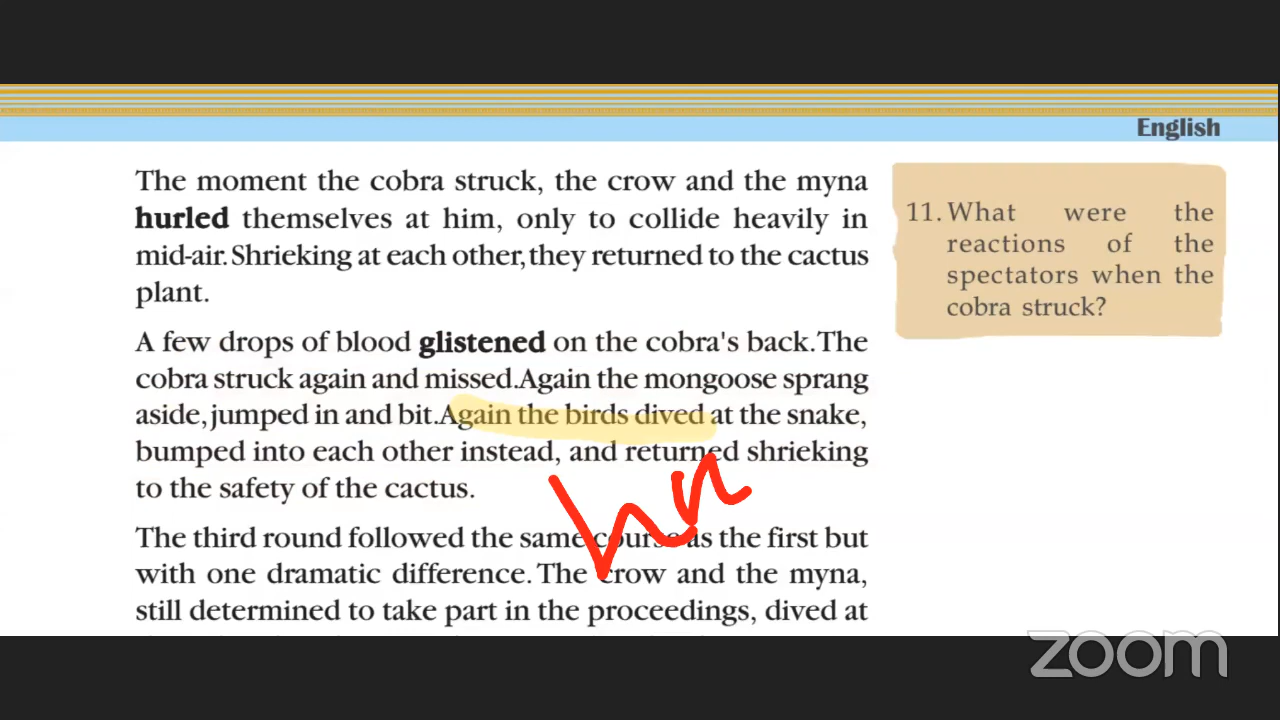 English
The moment the cobra struck, the crow and the myna
hurled themselves at him, only to collide heavily in
mid-air. Shrieking at each other, they returned to the cactus
plant.
A few drops of blood glistened on the cobra's back. The
cobra struck again and missed. Again the mongoose sprang
aside, jumped in and bit. Again the birds dived at the snake,
bumped into each other instead, and returned shrieking
to the safety of the cactus.
The third round followed the same course as the first but
with one dramatic difference. The crow and the myna,
still determined to take part in the proceedings, dived at
11. What were the
reactions of the
spectators when the
cobra struck?
zoom